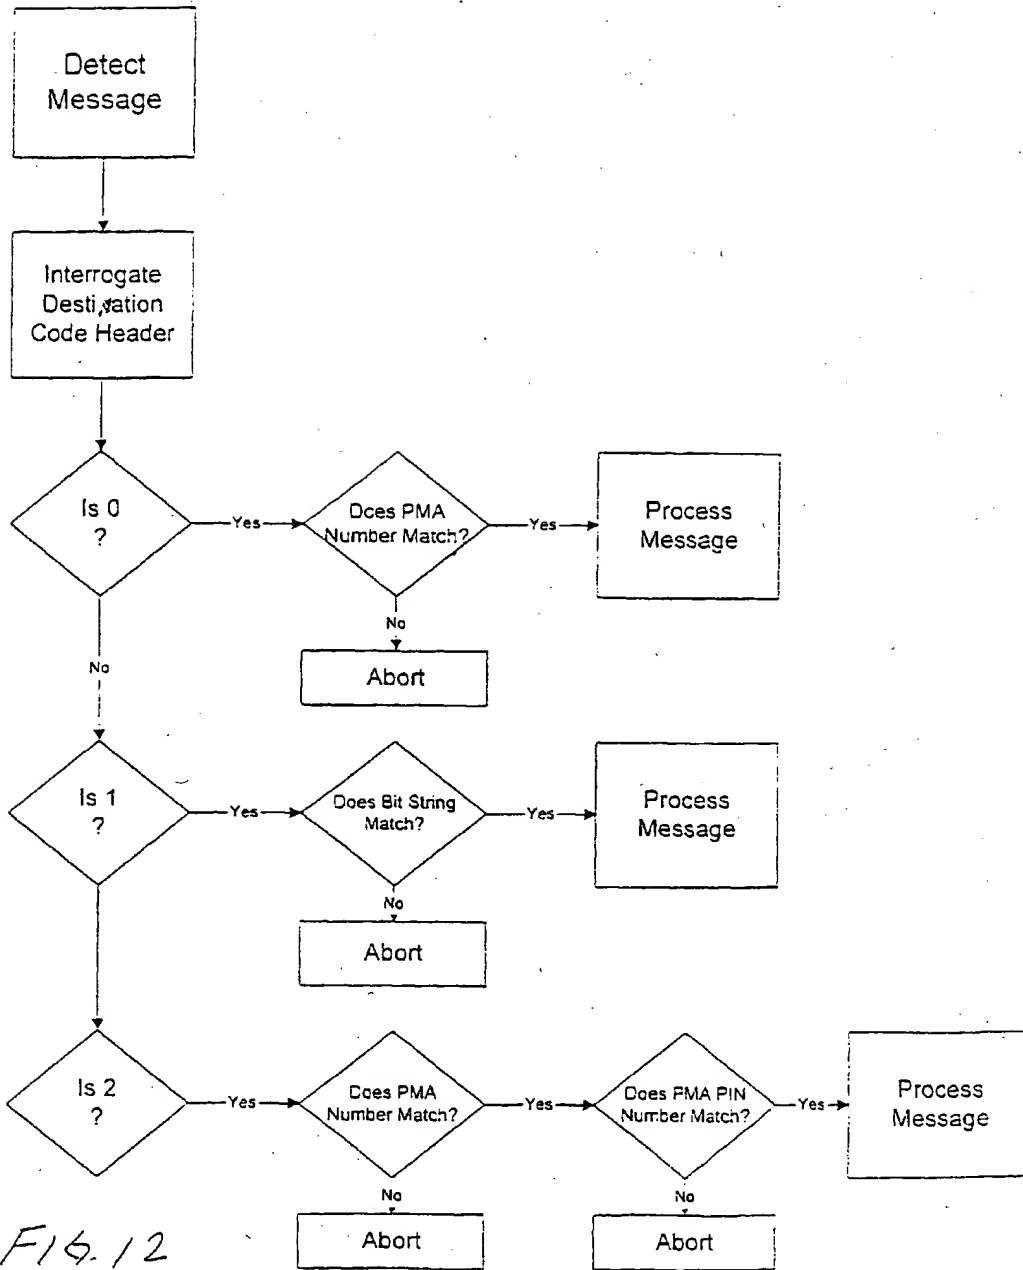 Detect
Message
Interrogate
Destination
Code Header
Is 0
?
Yes
Does PMA
Number Match?
Yes
Process
Message
No
Abort
No
Is 1
?
Yes
Does Bit String
Match?
Yes
Process
Message
No
Abort
Is 2
?
Yes
Does PMA
Number Match?
Yes
Does PMA PIN
Number Match?
Yes
Process
Message
No
Abort
No
Abort
FIG. 12